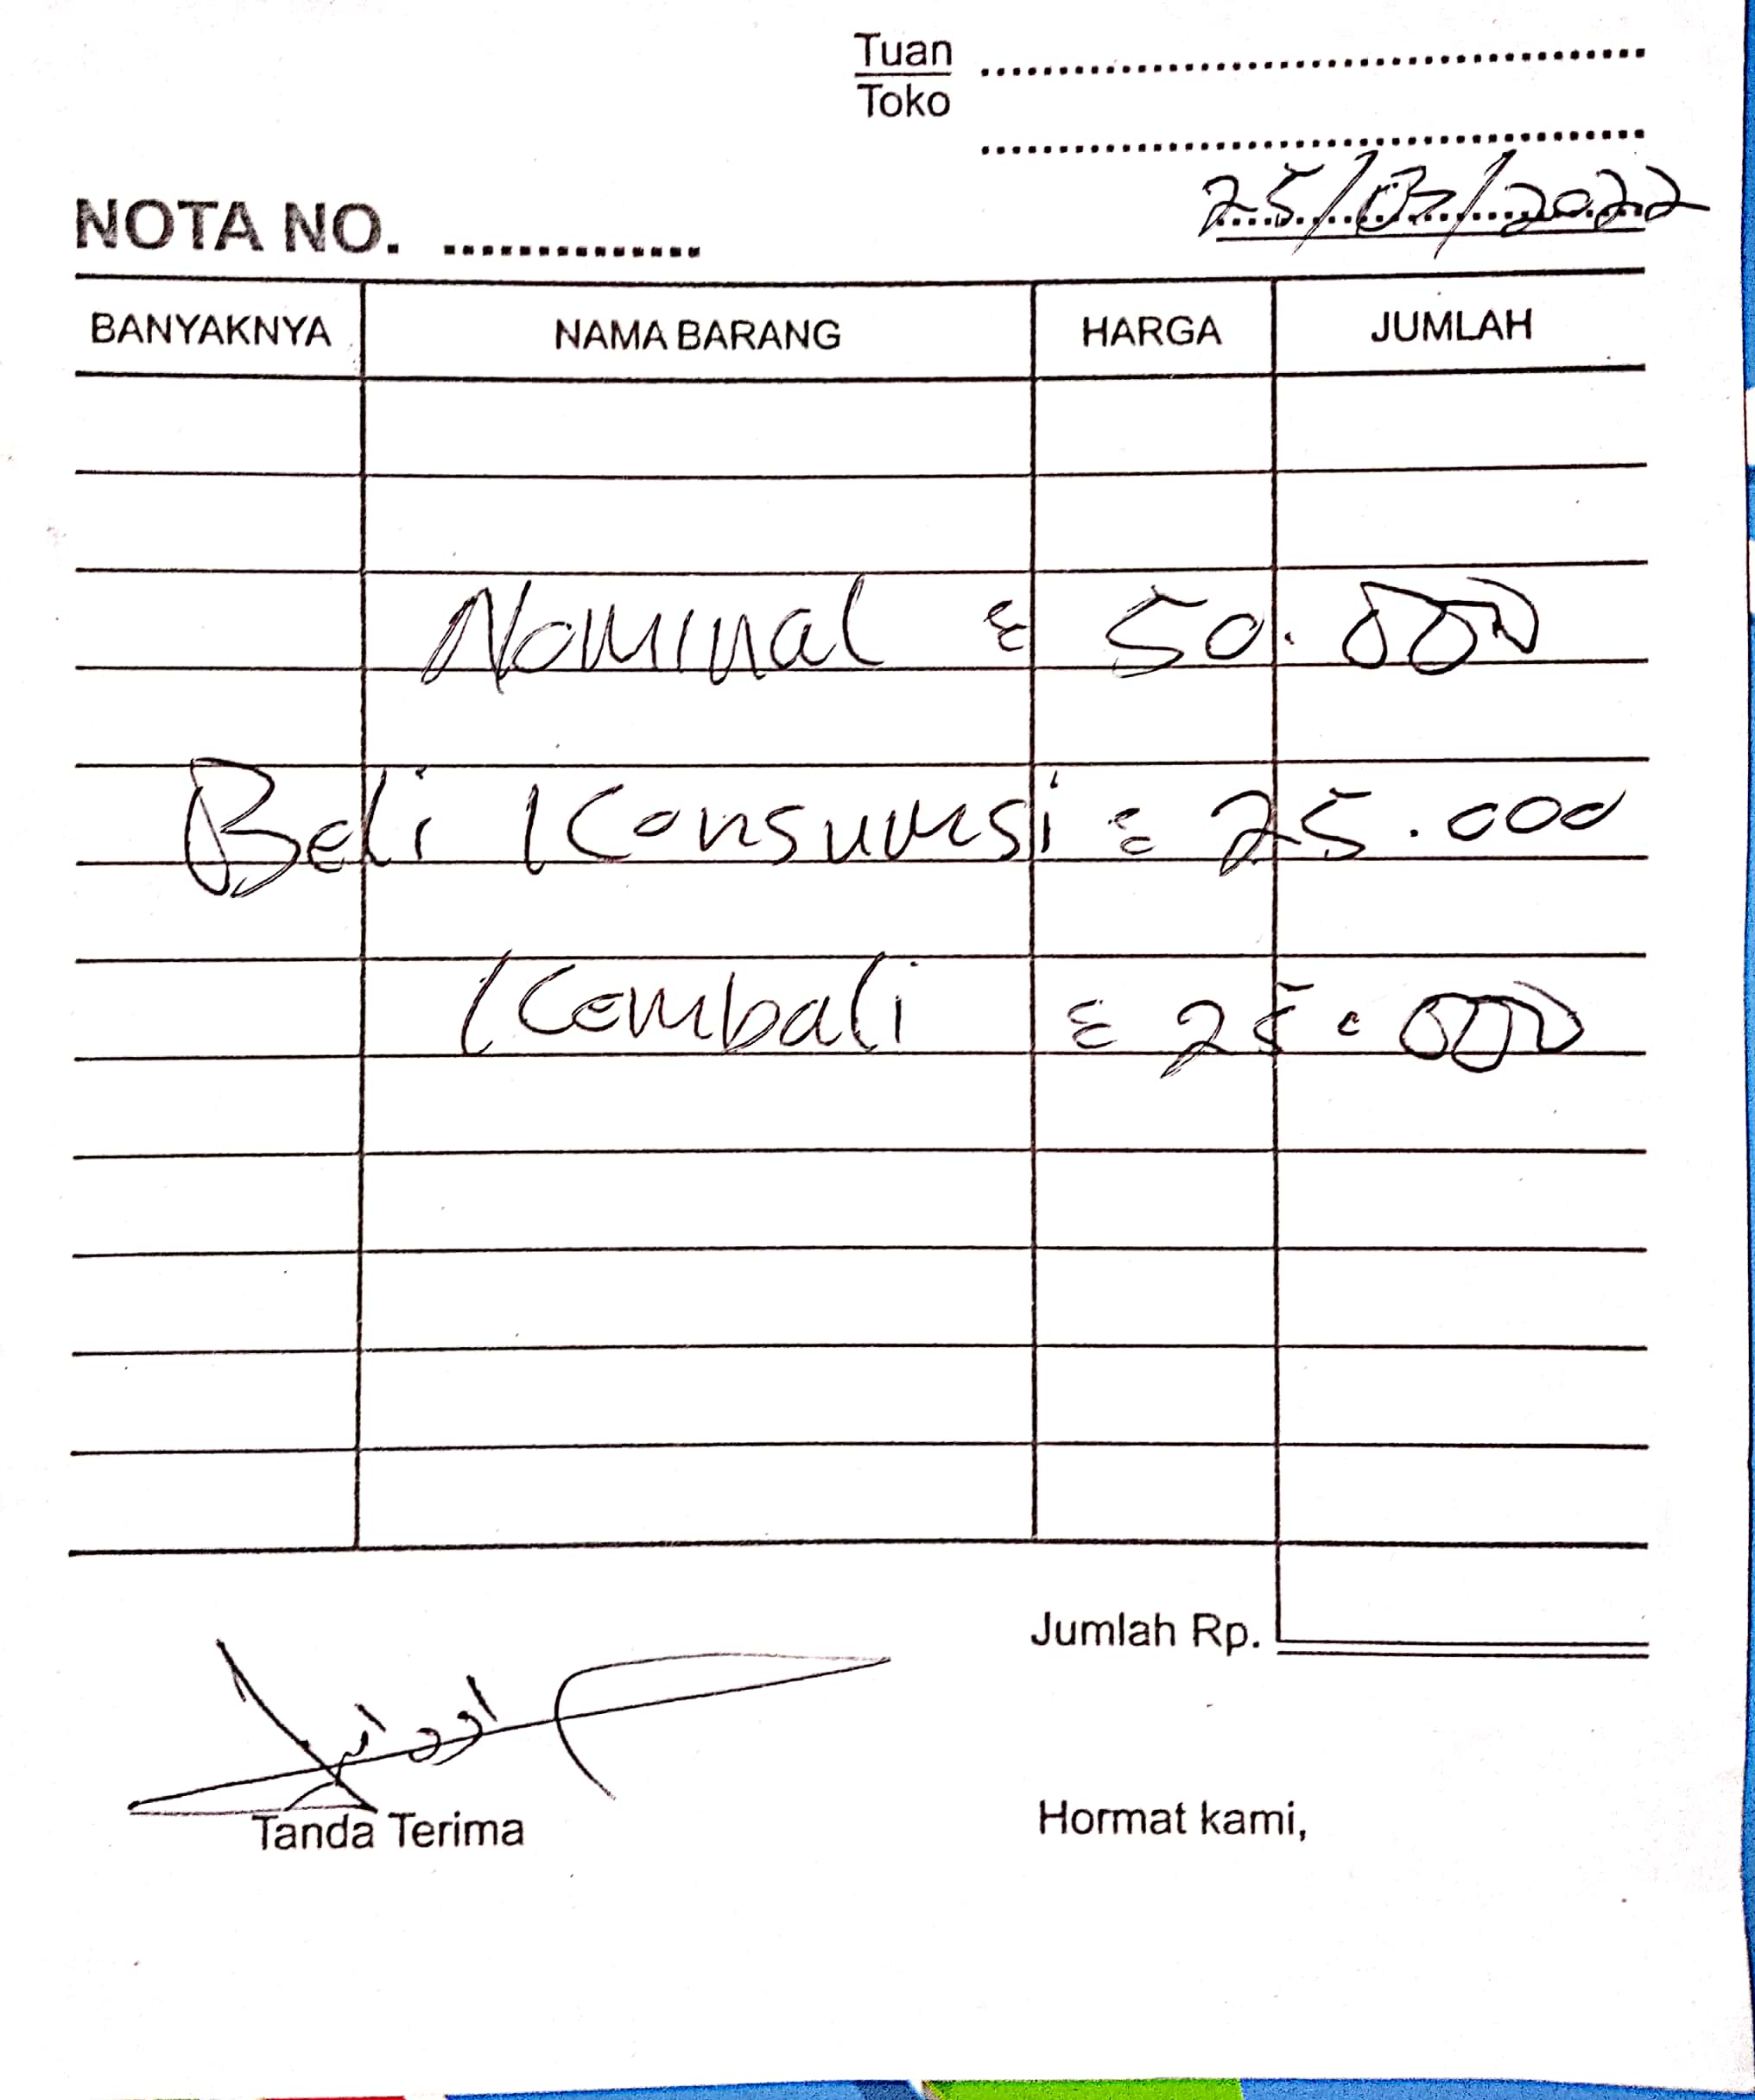 Tuan
Toko
25/03/2022
NOTA NO. ..............
BANYAKNYA NAMA BARANG HARGA JUMLAH
Nominal = 50.000
Beli Konsumsi = 25.000
Kembali = 25.000
Jumlah Rp.
Tanda Terima Hormat kami,